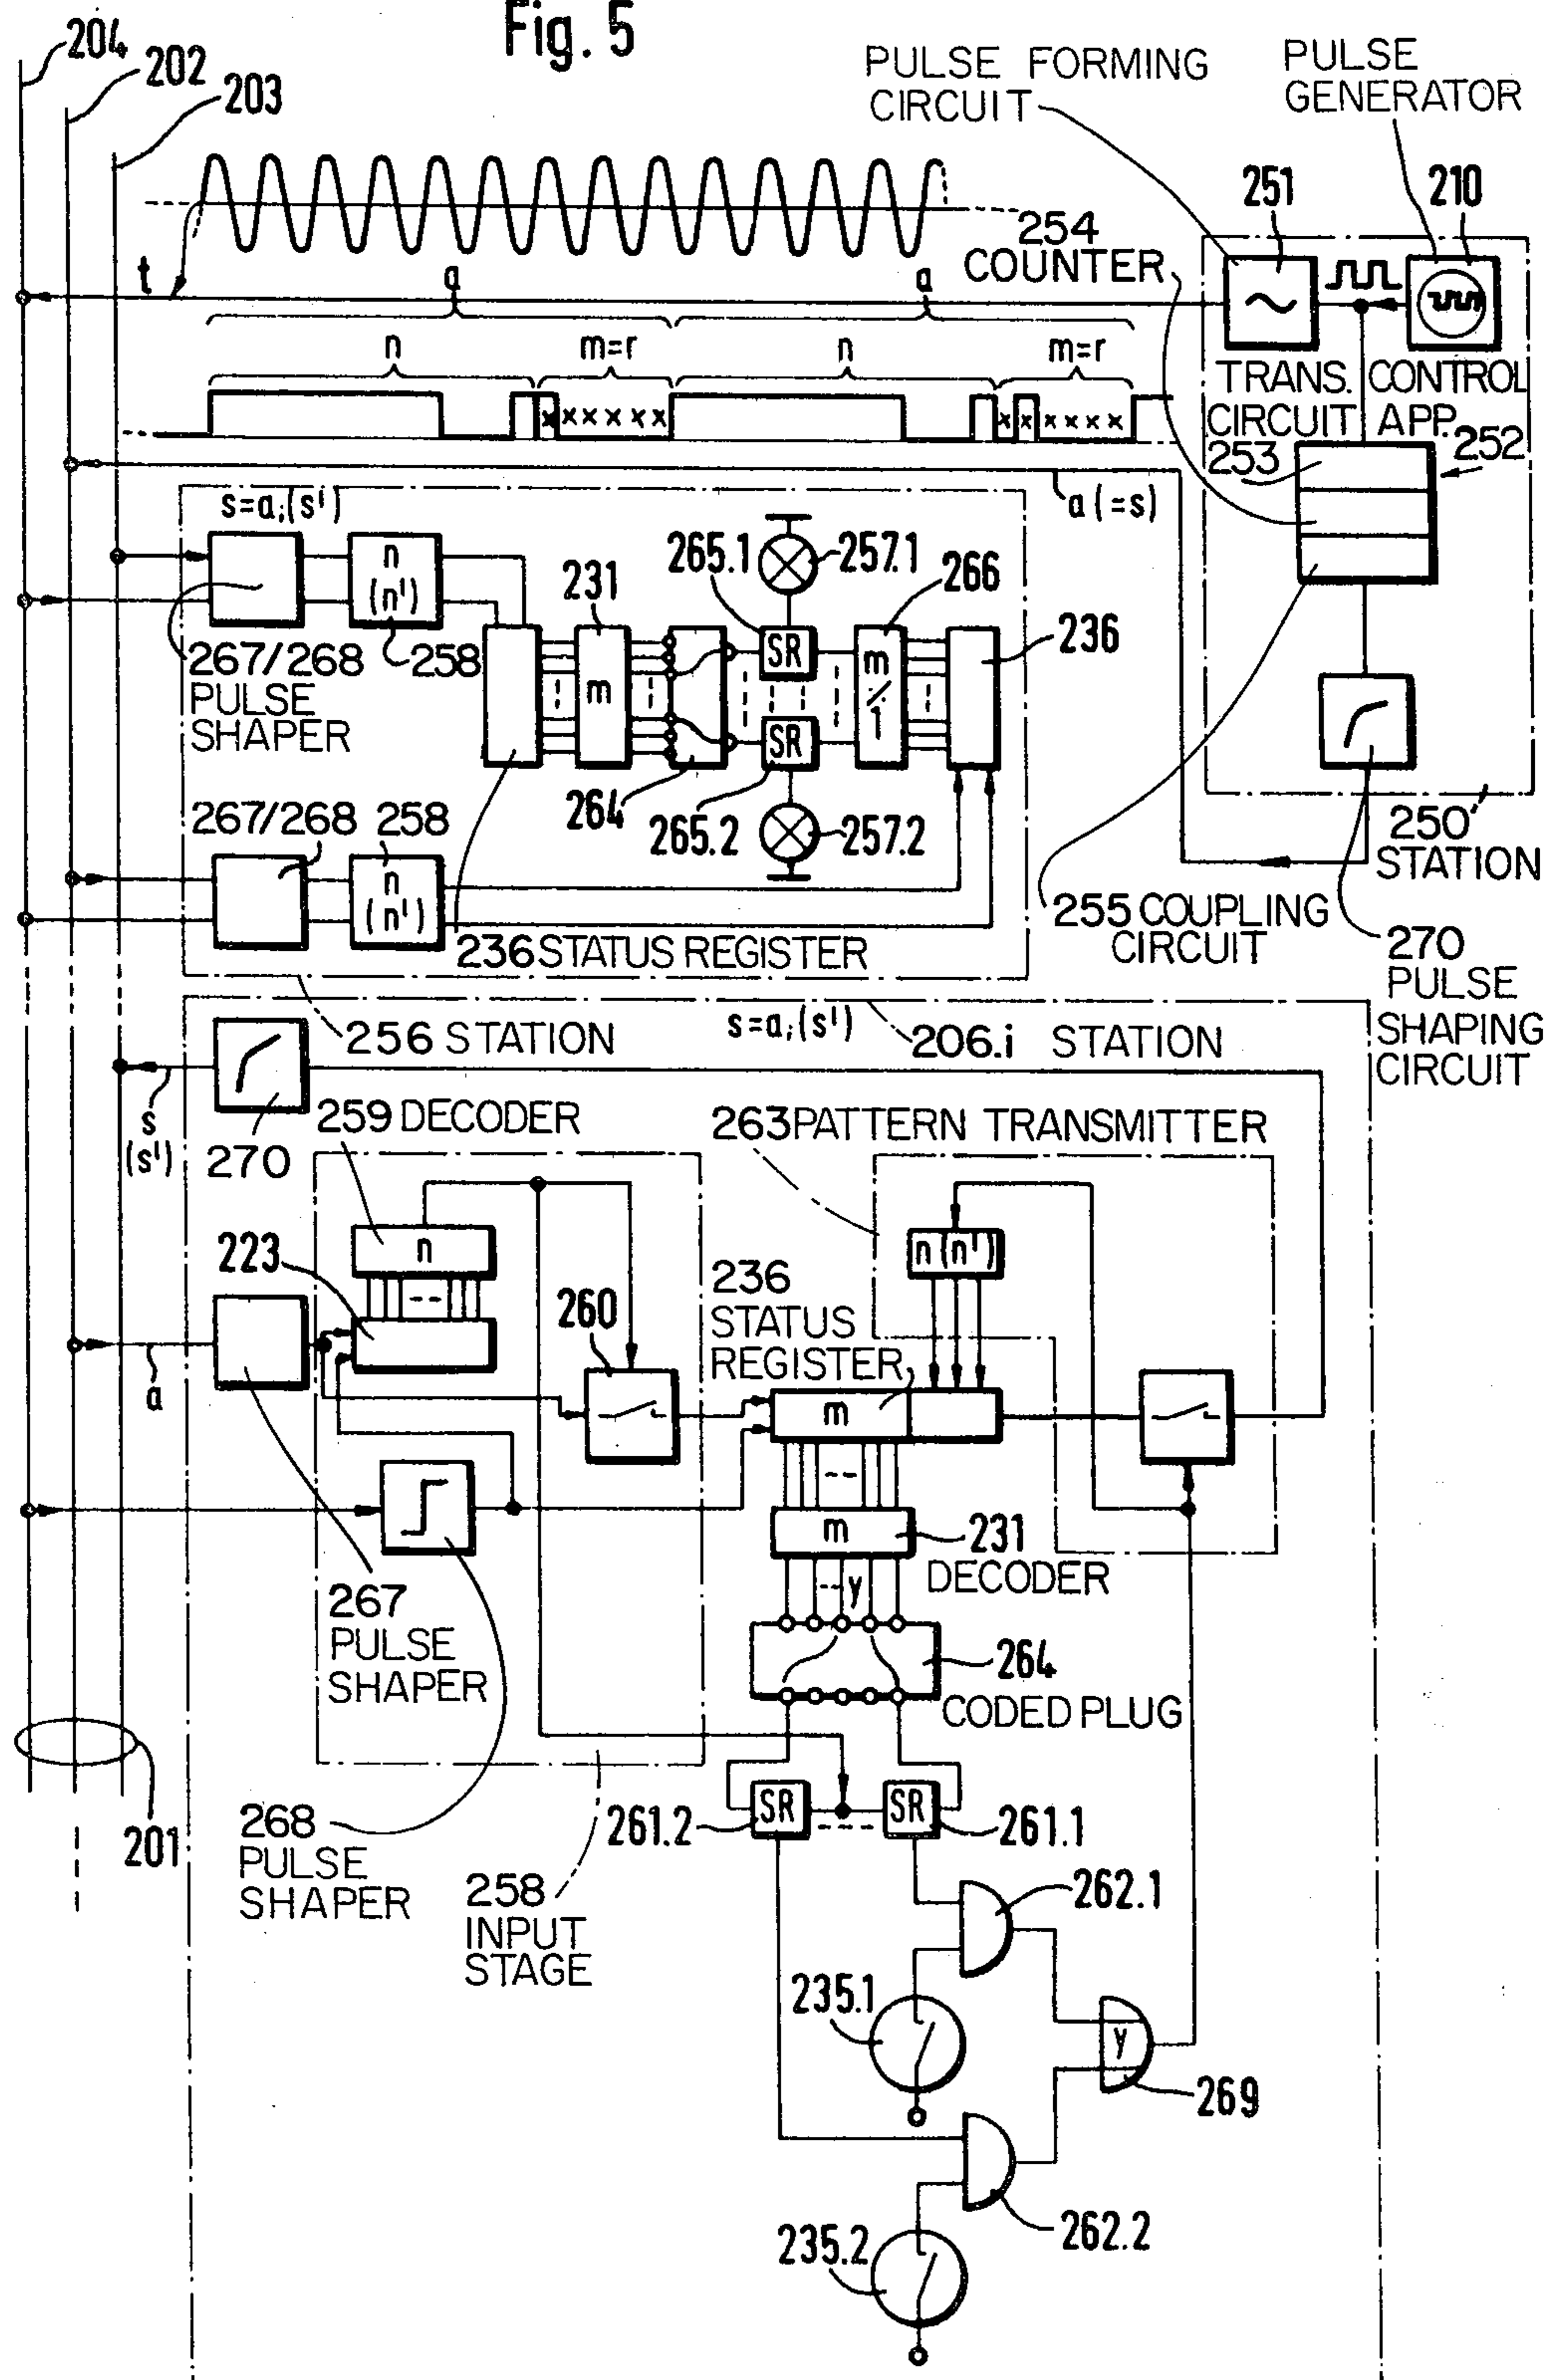 Fig. 5
204
202
203
PULSE FORMING
CIRCUIT
PULSE
GENERATOR
251
210
254
COUNTER
t
a
a
n
m=r
n
m=r
x x x x x x
x x x x x x
TRANS.
CIRCUIT
253
CONTROL
APP.
252
a (=s)
s=a;(s')
n
(n')
267/268
PULSE
SHAPER
258
231
m
265.1
SR
257.1
266
m
1
236
264
265.2
SR
257.2
267/268
258
n
(n')
236 STATUS REGISTER
250'
STATION
255 COUPLING
CIRCUIT
270
PULSE
SHAPING
CIRCUIT
256 STATION
s=a;(s')
206.i STATION
s
(s')
270
259 DECODER
263 PATTERN TRANSMITTER
n
223
260
236
STATUS
REGISTER
n (n')
a
m
m
231
DECODER
y
267
PULSE
SHAPER
264
CODED PLUG
201
268
PULSE
SHAPER
258
INPUT
STAGE
261.2
SR
SR
261.1
262.1
235.1
y
269
262.2
235.2